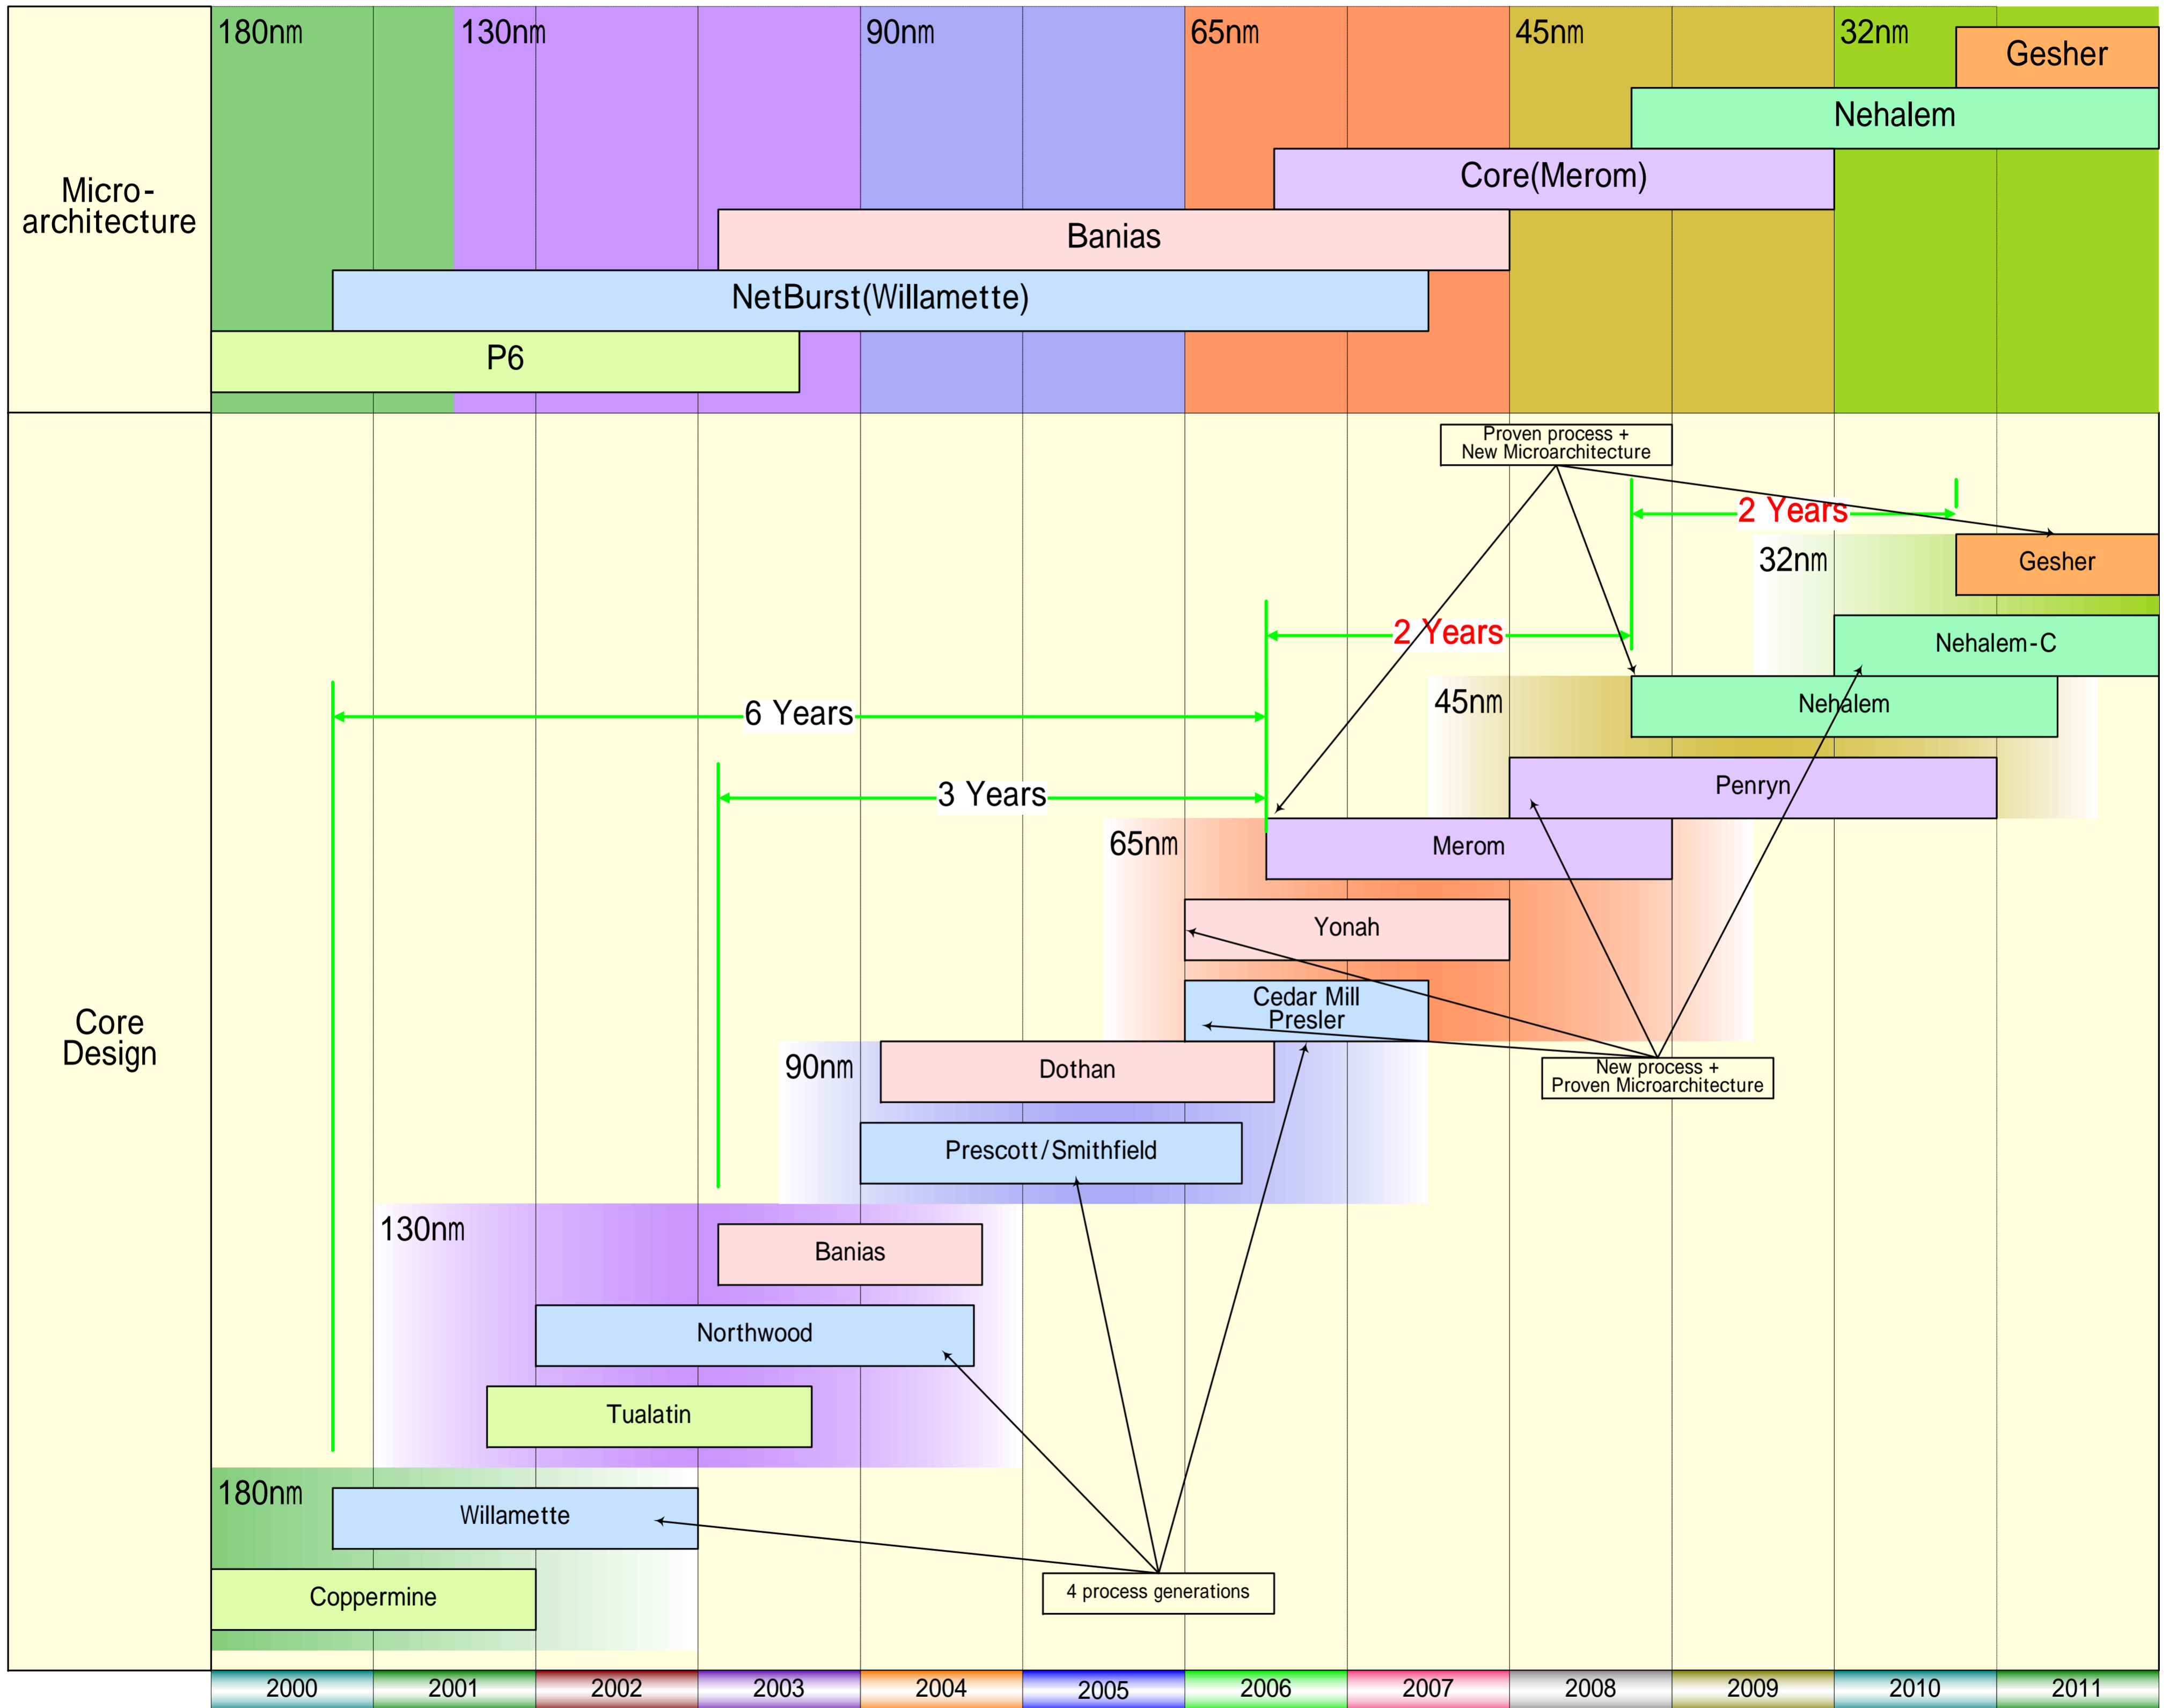 180nm
130nm
90nm
65nm
45nm
32nm
Gesher
Nehalem
Core(Merom)
Banias
NetBurst(Willamette)
P6
Micro-
architecture
Proven process +
New Microarchitecture
2 Years
32nm
Gesher
2 Years
Nehalem-C
6 Years
45nm
Nehalem
3 Years
Penryn
65nm
Merom
Yonah
Cedar Mill
Presler
Core
Design
90nm
Dothan
New process +
Proven Microarchitecture
Prescott/Smithfield
130nm
Banias
Northwood
Tualatin
180nm
Willamette
Coppermine
4 process generations
2000
2001
2002
2003
2004
2005
2006
2007
2008
2009
2010
2011